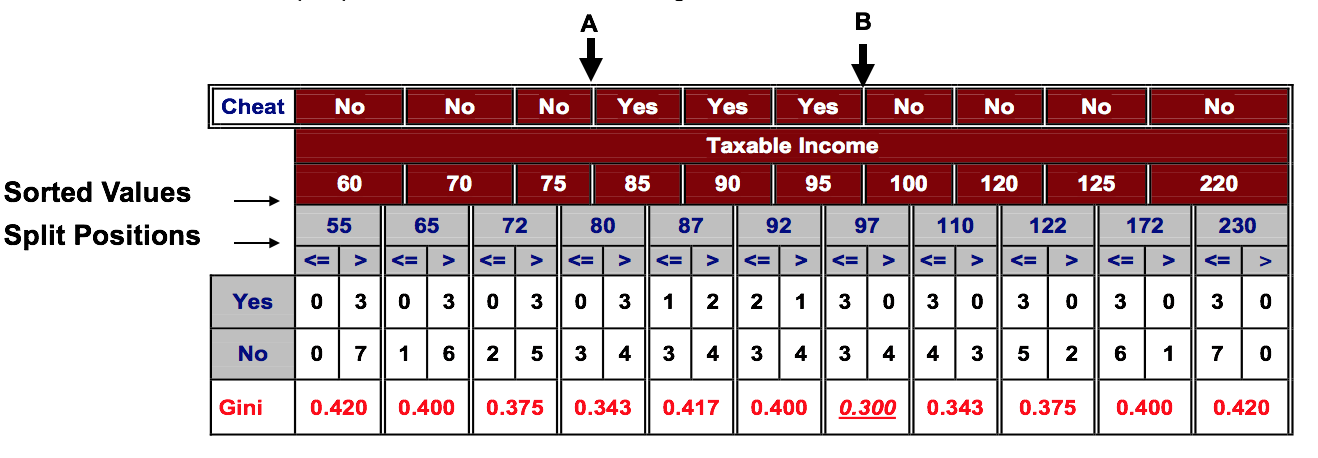 A B
Cheat No No No Yes Yes Yes No No No No
Taxable Income
Sorted Values 60 70 75 85 90 95 100 120 125 220
Split Positions 55 65 72 80 87 92 97 110 122 172 230
<= > <= > <= > <= > <= > <= > <= > <= > <= > <= > <= >
Yes 0 3 0 3 0 3 0 3 1 2 2 1 3 0 3 0 3 0 3 0 3 0
No 0 7 1 6 2 5 3 4 3 4 3 4 3 4 4 3 5 2 6 1 7 0
Gini 0.420 0.400 0.375 0.343 0.417 0.400 0.300 0.343 0.375 0.400 0.420